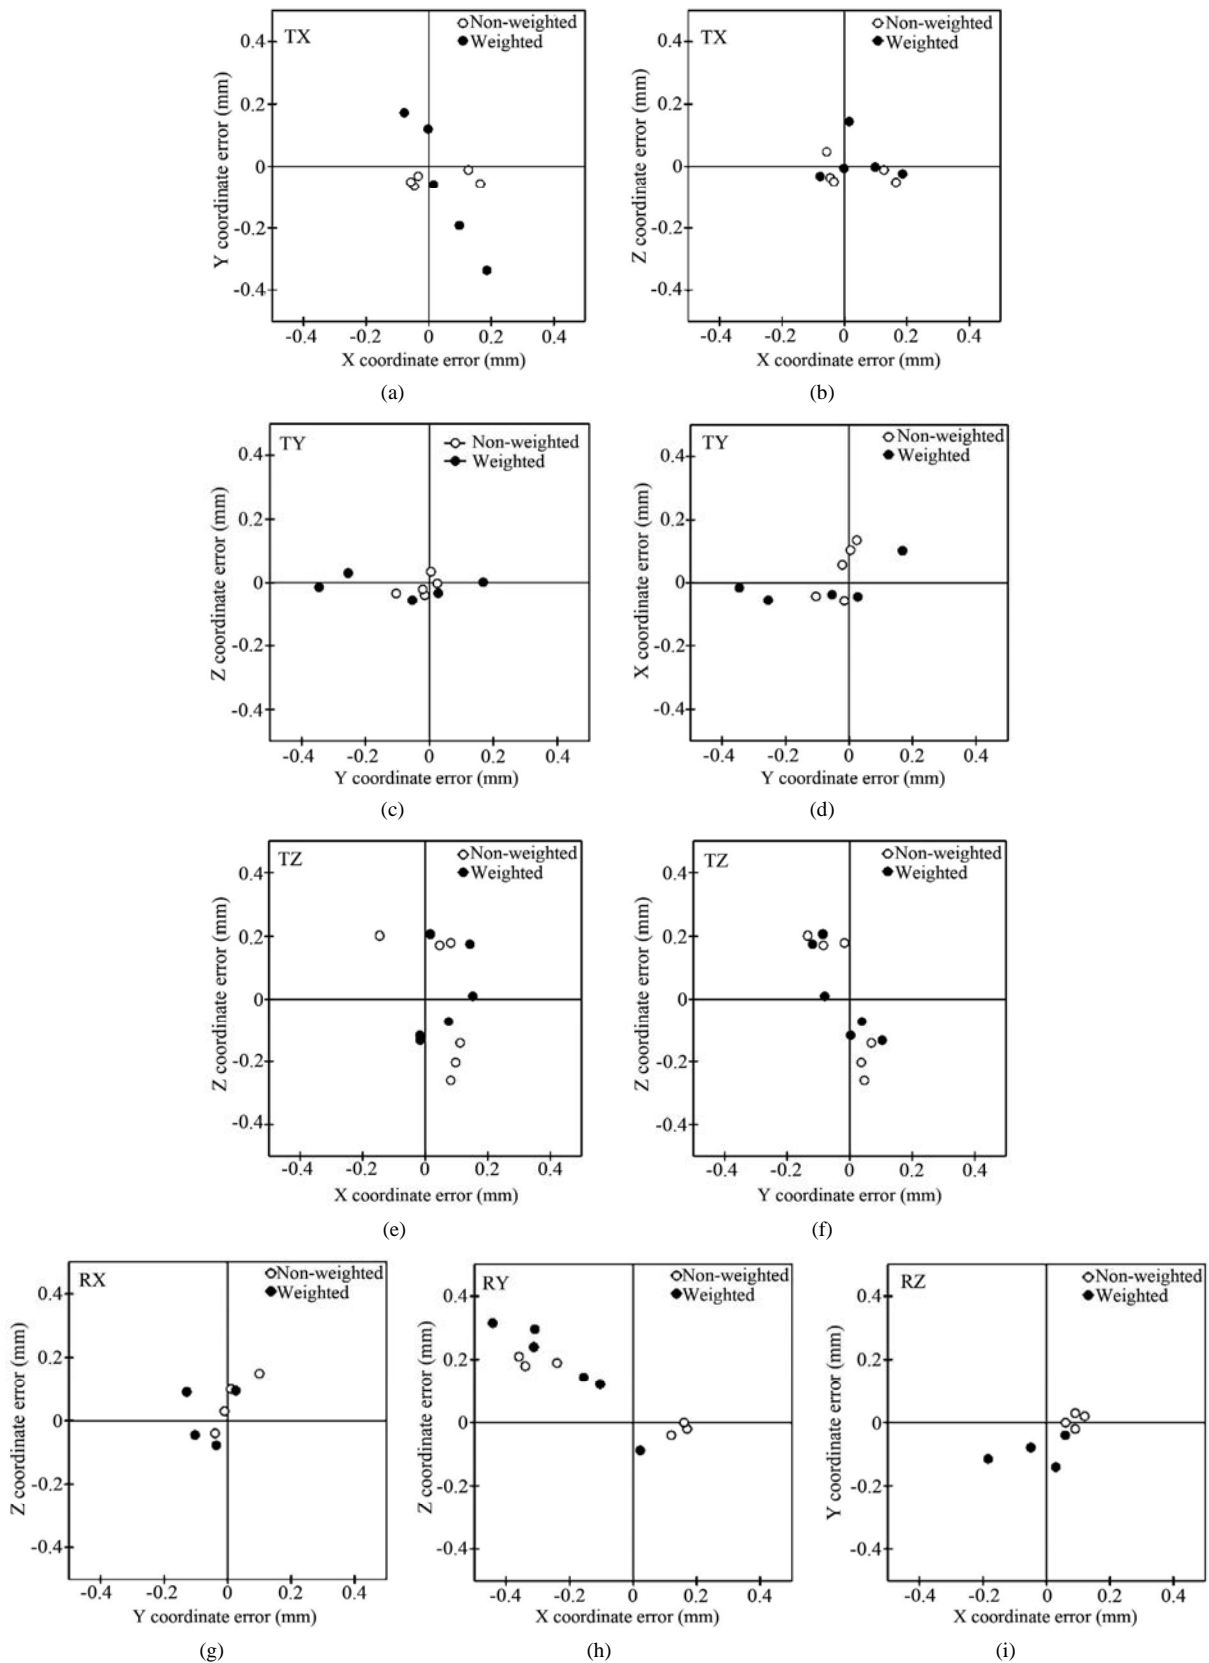 TX
Non-weighted
Weighted
Y coordinate error (mm)
0.4
0.2
0
-0.2
-0.4
-0.4 -0.2 0 0.2 0.4
X coordinate error (mm)
(a)
TX
Non-weighted
Weighted
Z coordinate error (mm)
0.4
0.2
0
-0.2
-0.4
-0.4 -0.2 0 0.2 0.4
X coordinate error (mm)
(b)
TY
Non-weighted
Weighted
Z coordinate error (mm)
0.4
0.2
0
-0.2
-0.4
-0.4 -0.2 0 0.2 0.4
Y coordinate error (mm)
(c)
TY
Non-weighted
Weighted
X coordinate error (mm)
0.4
0.2
0
-0.2
-0.4
-0.4 -0.2 0 0.2 0.4
Y coordinate error (mm)
(d)
TZ
Non-weighted
Weighted
Z coordinate error (mm)
0.4
0.2
0
-0.2
-0.4
-0.4 -0.2 0 0.2 0.4
X coordinate error (mm)
(e)
TZ
Non-weighted
Weighted
Z coordinate error (mm)
0.4
0.2
0
-0.2
-0.4
-0.4 -0.2 0 0.2 0.4
Y coordinate error (mm)
(f)
RX
Non-weighted
Weighted
Z coordinate error (mm)
0.4
0.2
0
-0.2
-0.4
-0.4 -0.2 0 0.2 0.4
Y coordinate error (mm)
(g)
RY
Non-weighted
Weighted
Z coordinate error (mm)
0.4
0.2
0
-0.2
-0.4
-0.4 -0.2 0 0.2 0.4
X coordinate error (mm)
(h)
RZ
Non-weighted
Weighted
Y coordinate error (mm)
0.4
0.2
0
-0.2
-0.4
-0.4 -0.2 0 0.2 0.4
X coordinate error (mm)
(i)